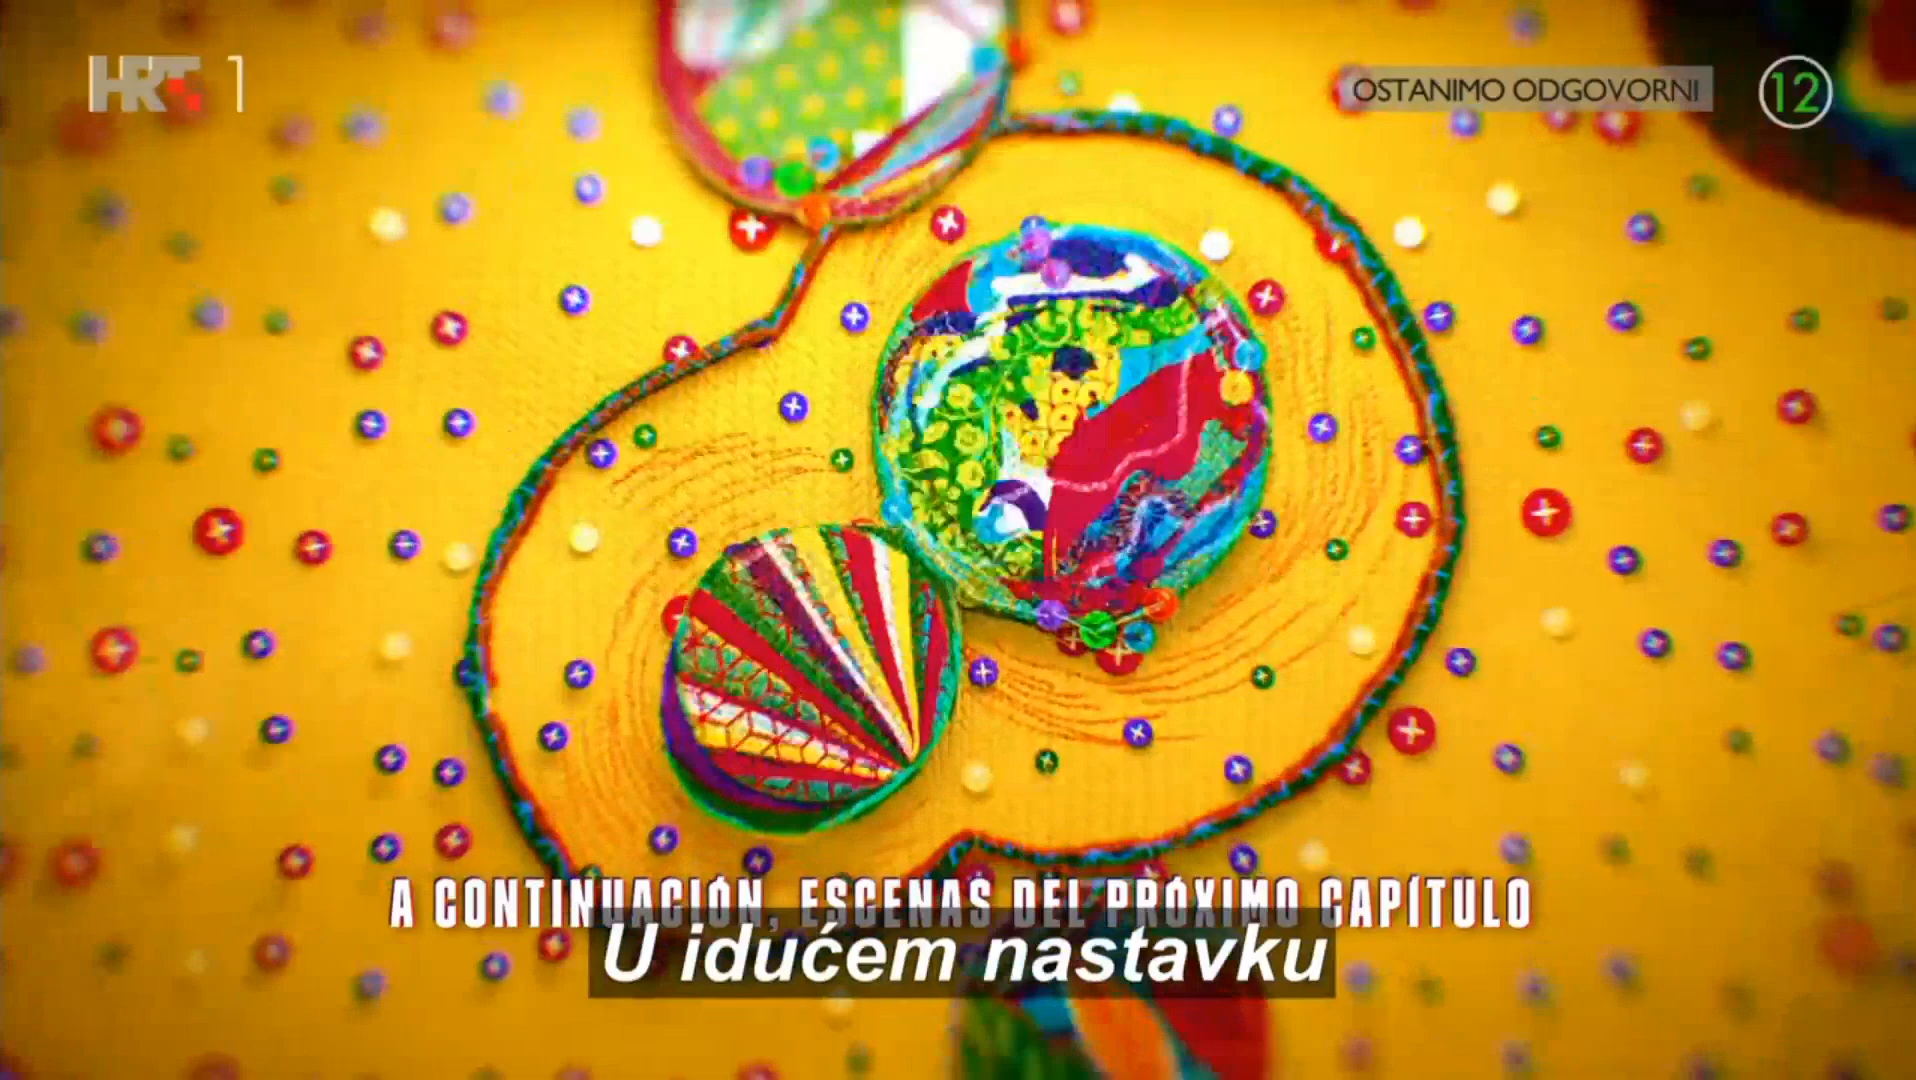 HRT 1
OSTANIMO ODGOVORNI
12
A CONTINUACIÓN, ESCENAS DEL PRÓXIMO CAPÍTULO
U idućem nastavku